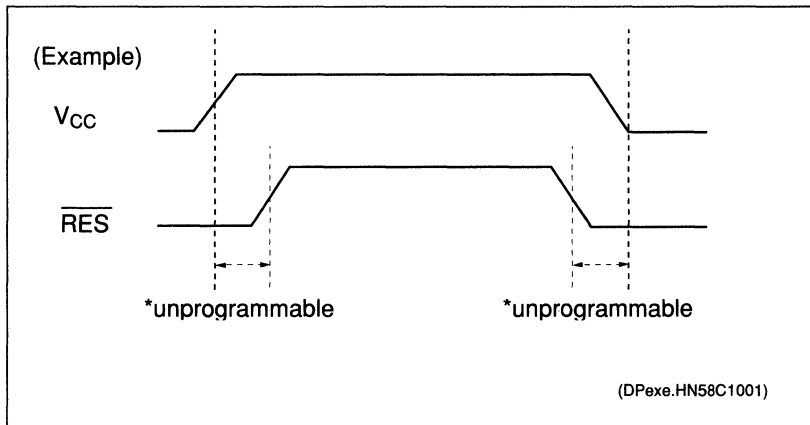 (Example)
VCC
RES
*unprogrammable *unprogrammable
(DPexe.HN58C1001)